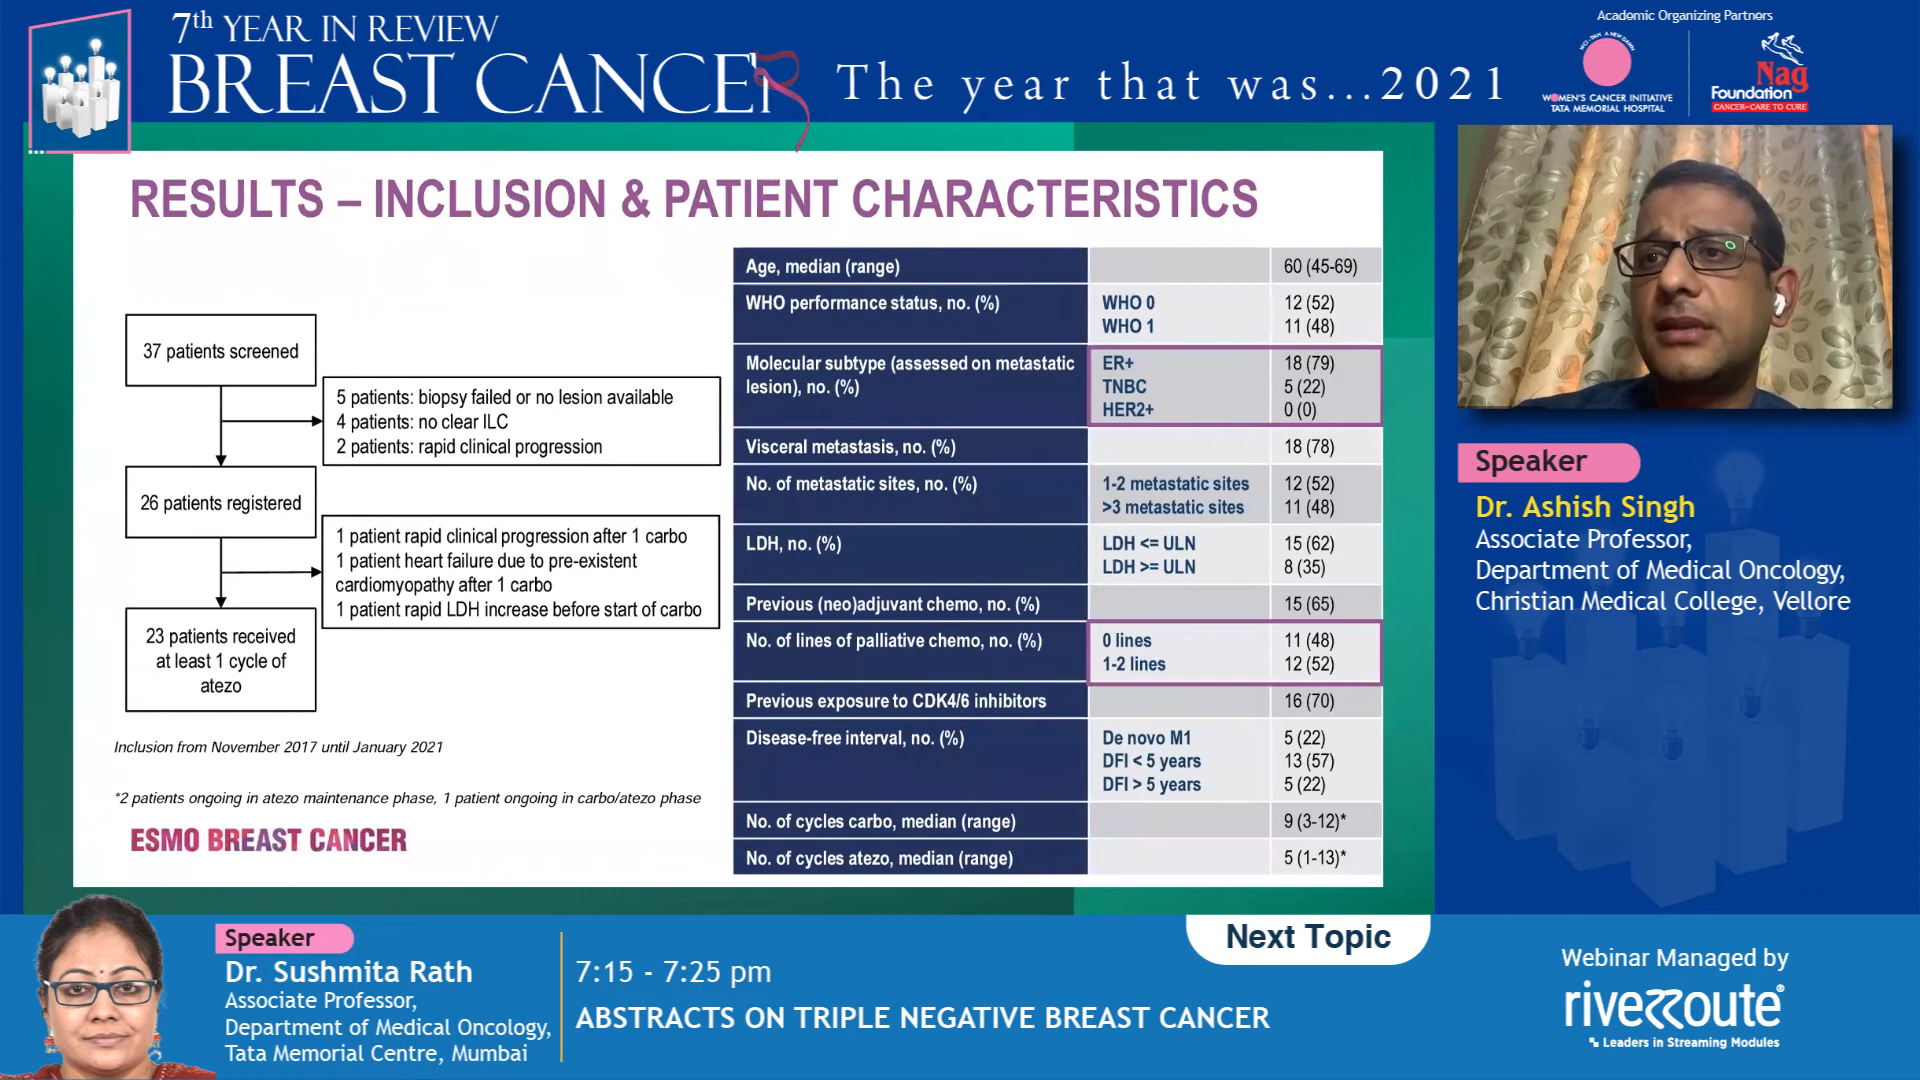 7th YEAR IN REVIEW
BREAST CANCER
The year that was...2021
Academic Organizing Partners
WOMEN'S CANCER INITIATIVE
TATA MEMORIAL HOSPITAL
Nag
Foundation
CANCER-CARE TO CURE
RESULTS – INCLUSION & PATIENT CHARACTERISTICS
37 patients screened
5 patients: biopsy failed or no lesion available
4 patients: no clear ILC
2 patients: rapid clinical progression
26 patients registered
1 patient rapid clinical progression after 1 carbo
1 patient heart failure due to pre-existent
cardiomyopathy after 1 carbo
1 patient rapid LDH increase before start of carbo
23 patients received
at least 1 cycle of
atezo
Inclusion from November 2017 until January 2021
*2 patients ongoing in atezo maintenance phase, 1 patient ongoing in carbo/atezo phase
ESMO BREAST CANCER
Age, median (range) 60 (45-69)
WHO performance status, no. (%) WHO 0 12 (52)
WHO 1 11 (48)
Molecular subtype (assessed on metastatic ER+ 18 (79)
lesion), no. (%) TNBC 5 (22)
HER2+ 0 (0)
Visceral metastasis, no. (%) 18 (78)
No. of metastatic sites, no. (%) 1-2 metastatic sites 12 (52)
>3 metastatic sites 11 (48)
LDH, no. (%) LDH <= ULN 15 (62)
LDH >= ULN 8 (35)
Previous (neo)adjuvant chemo, no. (%) 15 (65)
No. of lines of palliative chemo, no. (%) 0 lines 11 (48)
1-2 lines 12 (52)
Previous exposure to CDK4/6 inhibitors 16 (70)
Disease-free interval, no. (%) De novo M1 5 (22)
DFI < 5 years 13 (57)
DFI > 5 years 5 (22)
No. of cycles carbo, median (range) 9 (3-12)*
No. of cycles atezo, median (range) 5 (1-13)*
Speaker
Dr. Ashish Singh
Associate Professor,
Department of Medical Oncology,
Christian Medical College, Vellore
Speaker
Dr. Sushmita Rath
Associate Professor,
Department of Medical Oncology,
Tata Memorial Centre, Mumbai
Next Topic
7:15 - 7:25 pm
ABSTRACTS ON TRIPLE NEGATIVE BREAST CANCER
Webinar Managed by
riverroute
Leaders in Streaming Modules